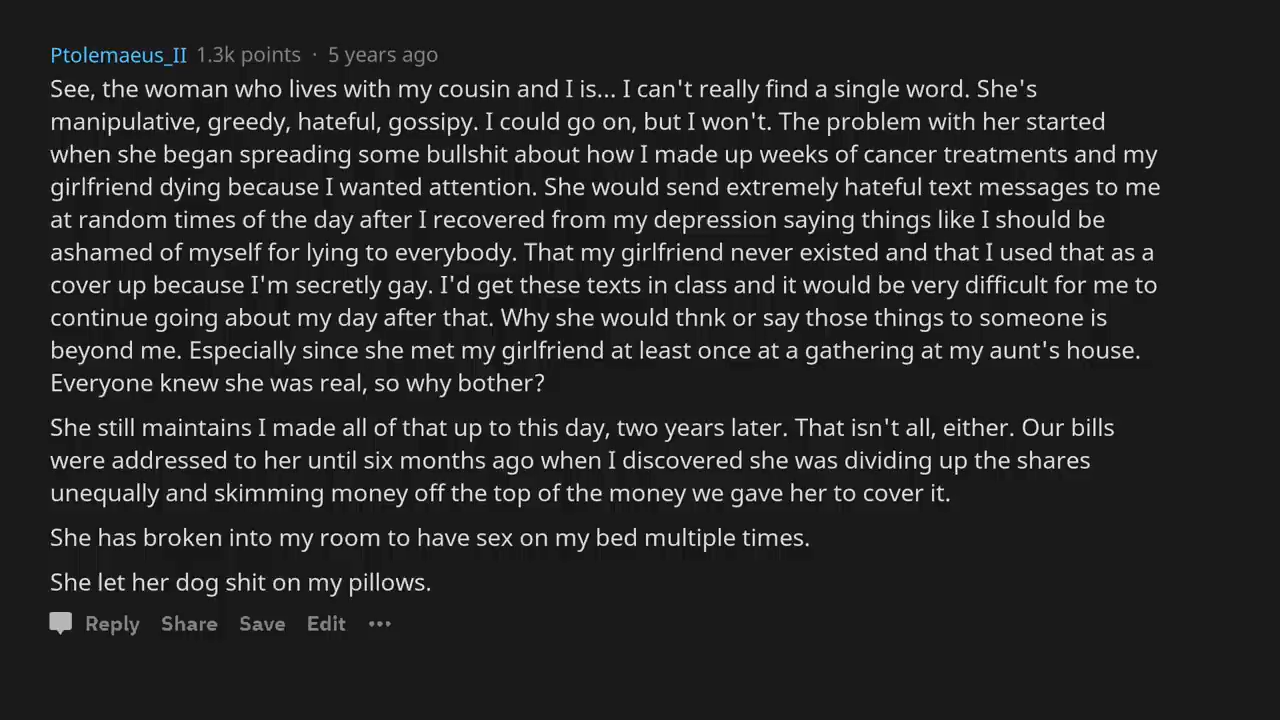 Ptolemaeus_II 1.3k points · 5 years ago
See, the woman who lives with my cousin and I is... I can't really find a single word. She's
manipulative, greedy, hateful, gossipy. I could go on, but I won't. The problem with her started
when she began spreading some bullshit about how I made up weeks of cancer treatments and my
girlfriend dying because I wanted attention. She would send extremely hateful text messages to me
at random times of the day after I recovered from my depression saying things like I should be
ashamed of myself for lying to everybody. That my girlfriend never existed and that I used that as a
cover up because I'm secretly gay. I'd get these texts in class and it would be very difficult for me to
continue going about my day after that. Why she would thnk or say those things to someone is
beyond me. Especially since she met my girlfriend at least once at a gathering at my aunt's house.
Everyone knew she was real, so why bother?
She still maintains I made all of that up to this day, two years later. That isn't all, either. Our bills
were addressed to her until six months ago when I discovered she was dividing up the shares
unequally and skimming money off the top of the money we gave her to cover it.
She has broken into my room to have sex on my bed multiple times.
She let her dog shit on my pillows.
Reply Share Save Edit •••